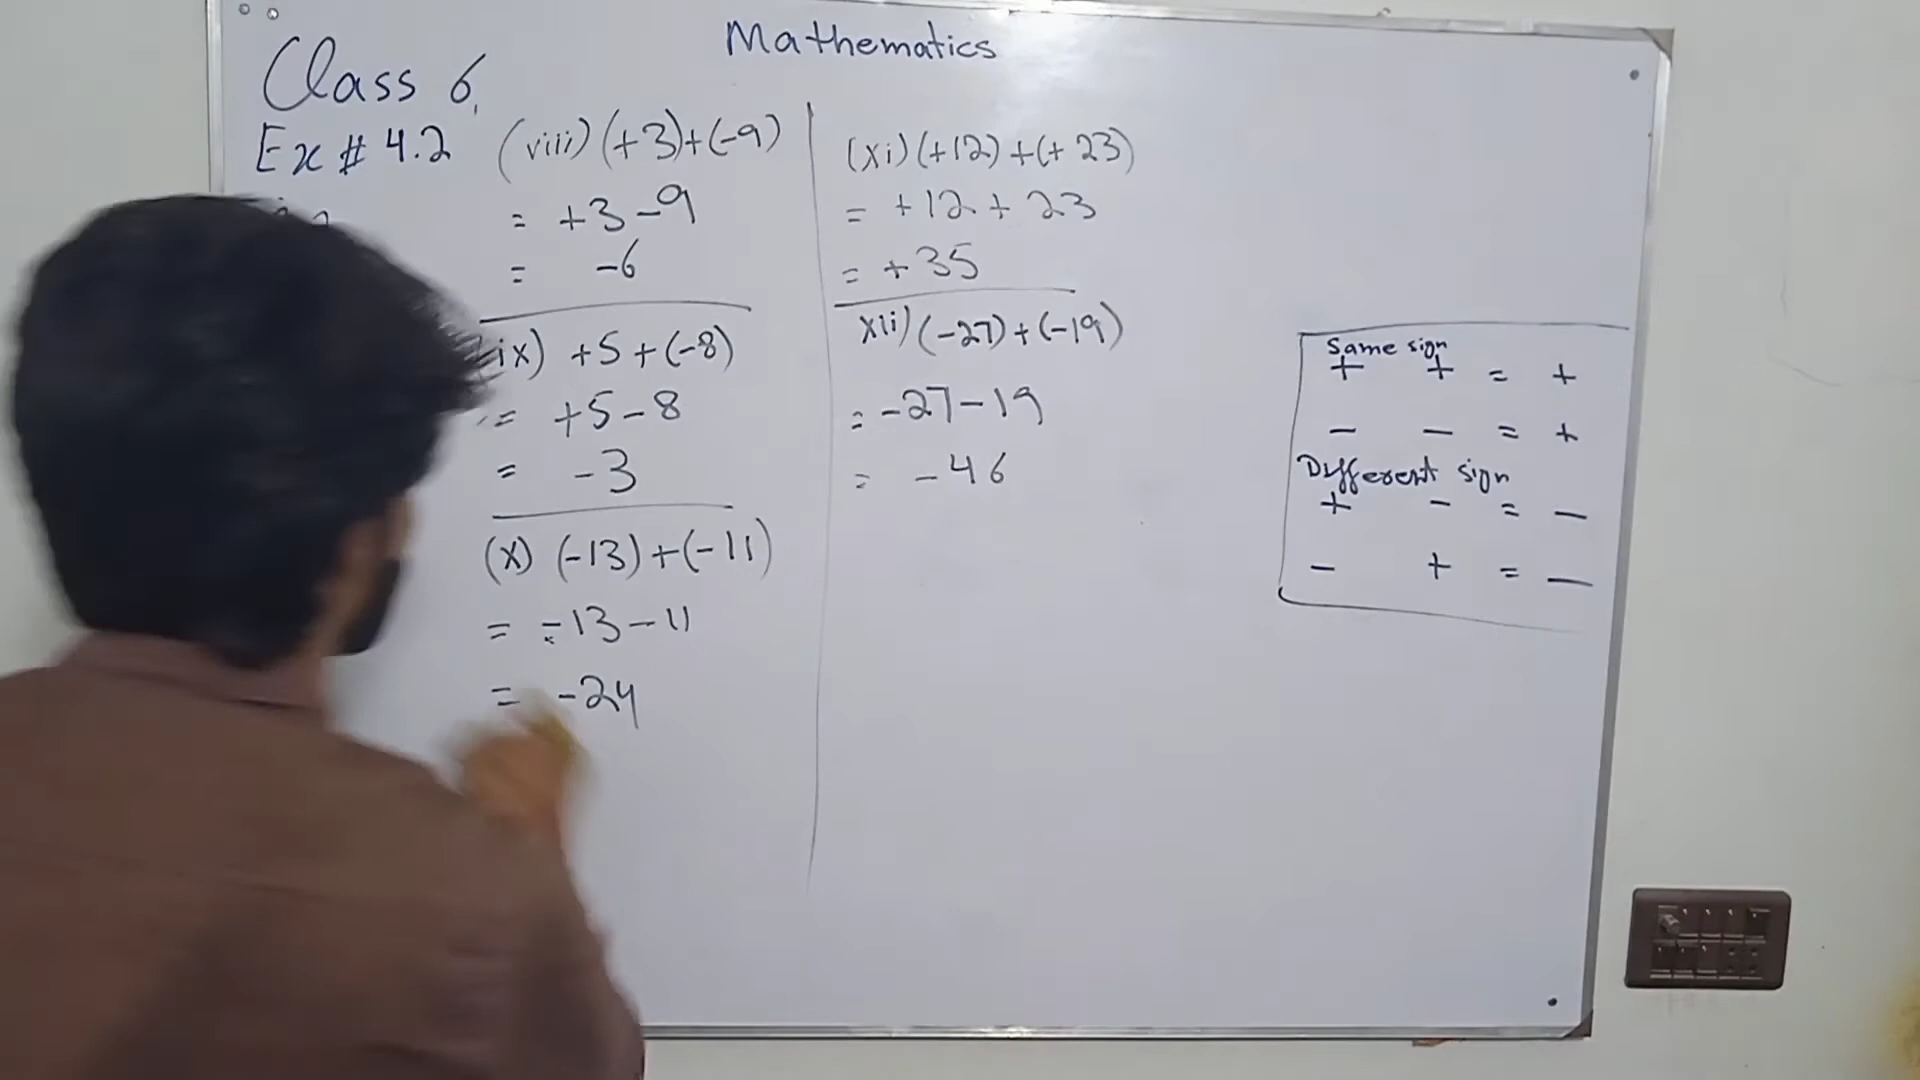 Mathematics
Class 6
Ex # 4.2
(viii) (+3)+(-9)
= +3-9
= -6
ix) +5+(-8)
= +5-8
= -3
(x) (-13)+(-11)
= -13-11
= -24
(xi) (+12)+(+23)
= +12+23
= +35
xii) (-27)+(-19)
= -27-19
= -46
Same sign
+ + = +
- - = +
Different sign
+ - = -
- + = -